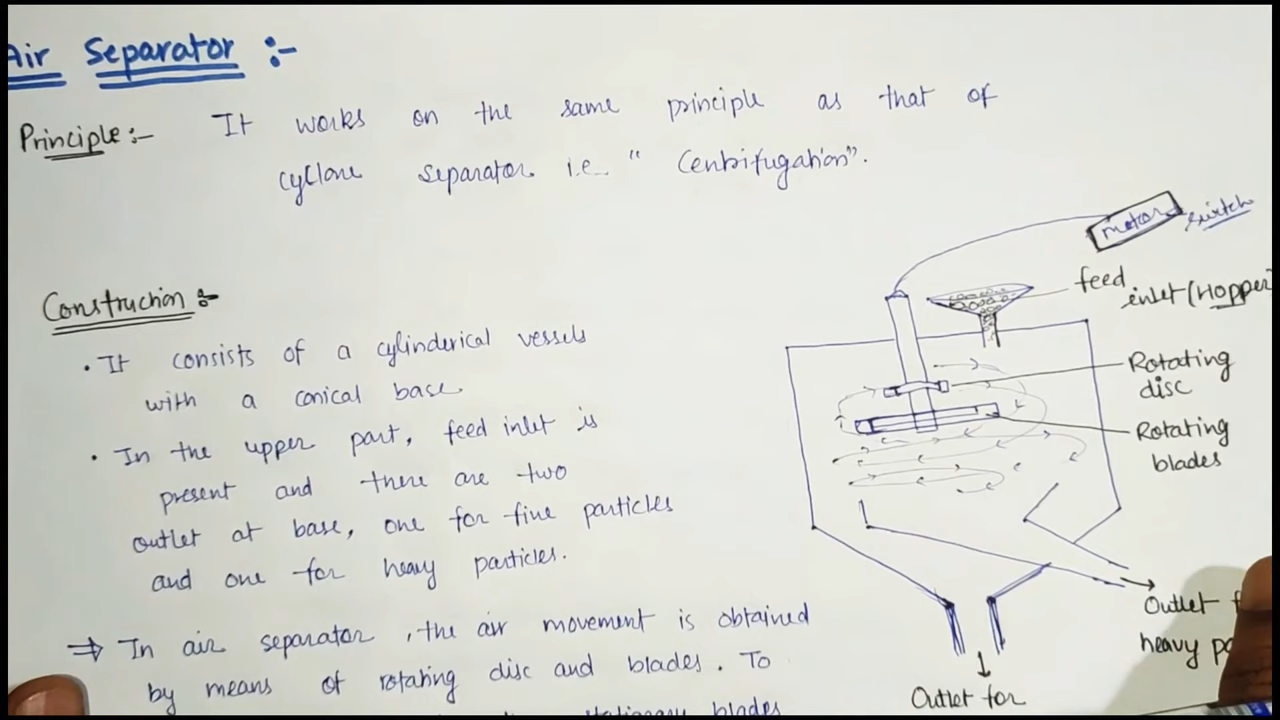 Air Separator :-
Principle:- It works on the same principle as that of
cyclone separator i.e. "Centrifugation".
Construction :-
• It consists of a cylinderical vessels
with a conical base.
• In the upper part, feed inlet is
present and there are two
outlet at base, one for fine particles
and one for heavy particles.
⇒ In air separator, the air movement is obtained
by means of rotating disc and blades. To
stationary blades
motor switch
feed
inlet (Hopper)
Rotating
disc
Rotating
blades
Outlet
heavy
Outlet for